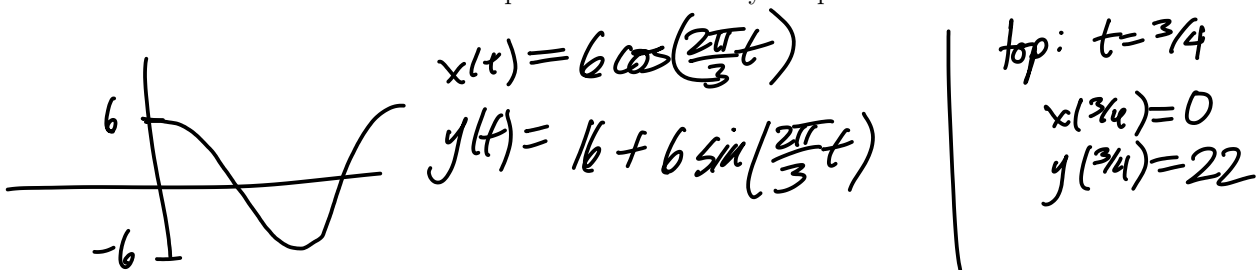 x(t) = 6 cos(2π/3 t)
y(t) = 16 + 6 sin(2π/3 t)
6
-6
top: t = 3/4
x(3/4) = 0
y(3/4) = 22